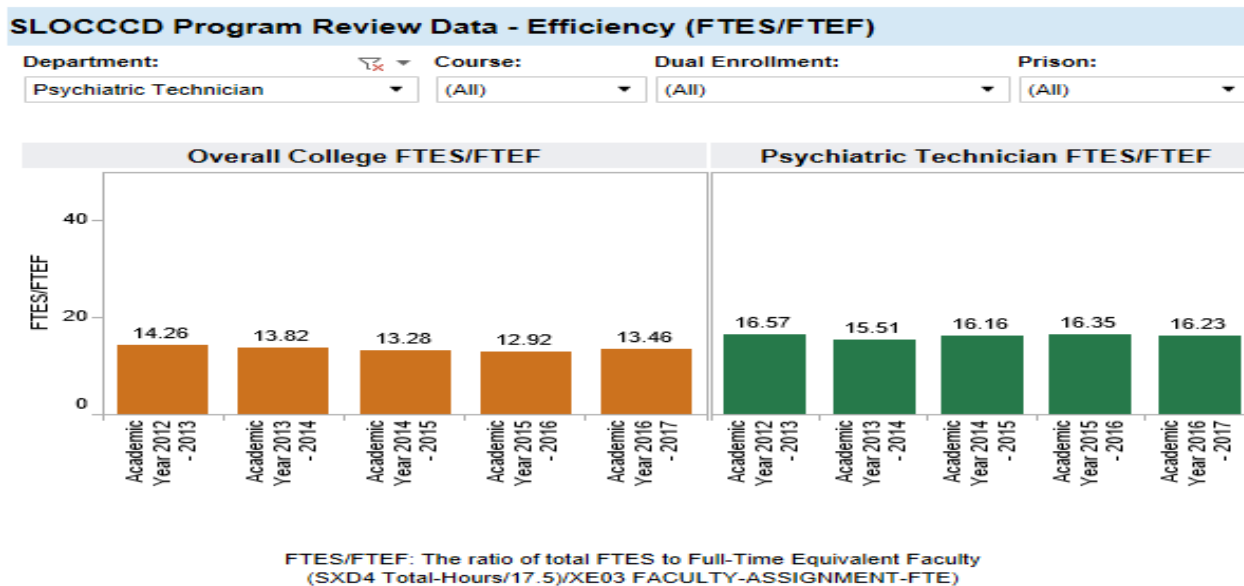 SLOCCCD Program Review Data - Efficiency (FTES/FTEF)
Department: Course: Dual Enrollment: Prison:
Psychiatric Technician (All) (All) (All)
Overall College FTES/FTEF Psychiatric Technician FTES/FTEF
FTES/FTEF
40
20
0
14.26 13.82 13.28 12.92 13.46 16.57 15.51 16.16 16.35 16.23
Academic
Year 2012
- 2013
Academic
Year 2013
- 2014
Academic
Year 2014
- 2015
Academic
Year 2015
- 2016
Academic
Year 2016
- 2017
Academic
Year 2012
- 2013
Academic
Year 2013
- 2014
Academic
Year 2014
- 2015
Academic
Year 2015
- 2016
Academic
Year 2016
- 2017
FTES/FTEF: The ratio of total FTES to Full-Time Equivalent Faculty
(SXD4 Total-Hours/17.5)/XE03 FACULTY-ASSIGNMENT-FTE)